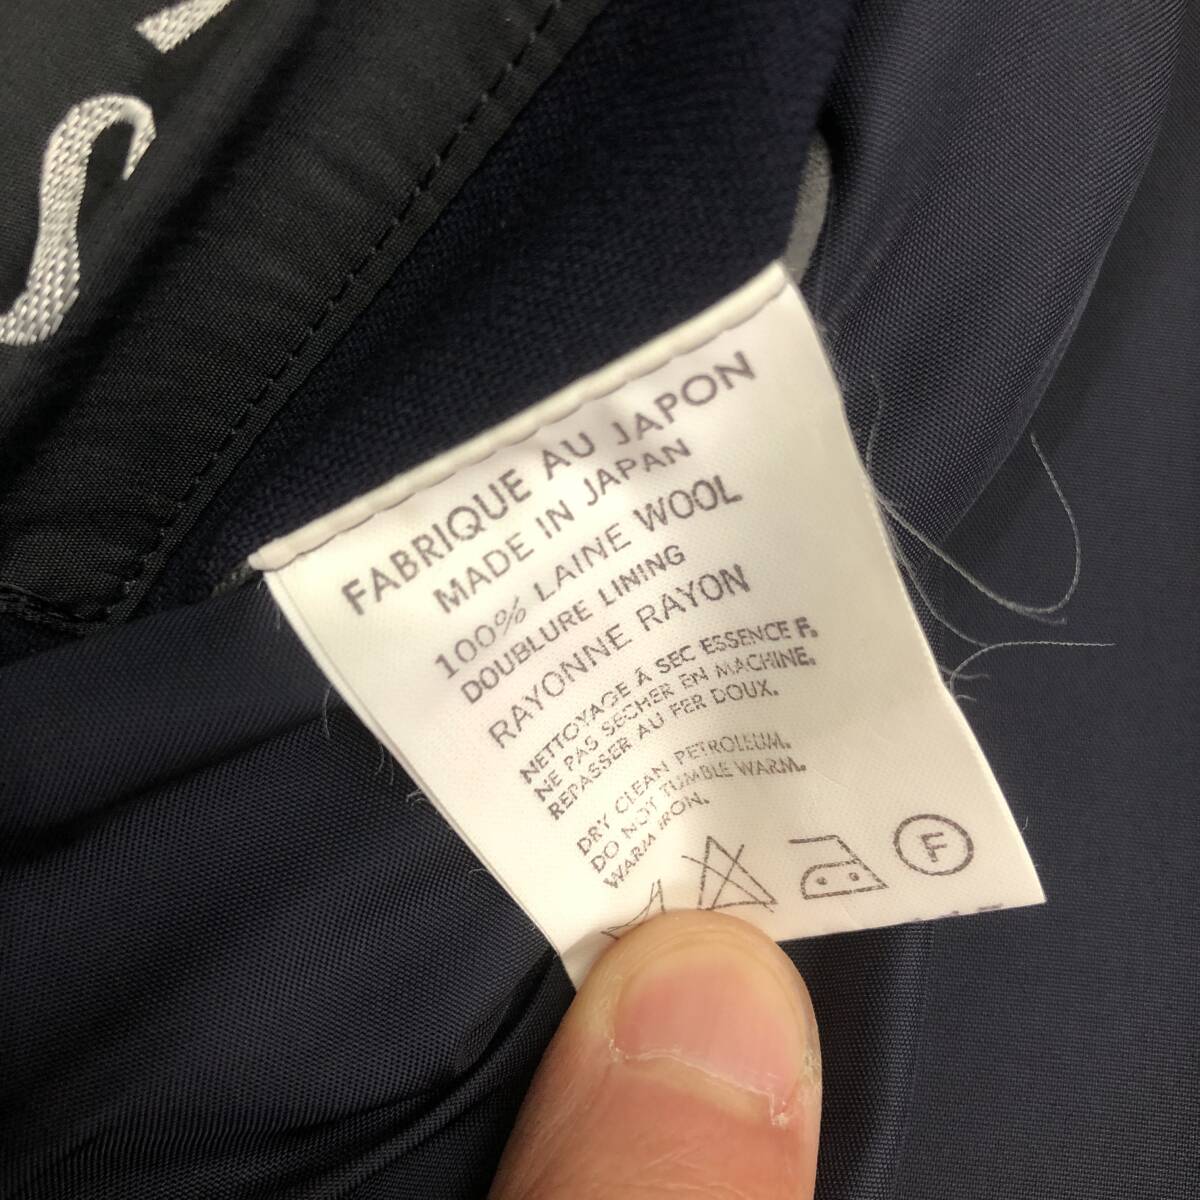 FABRIQUE AU JAPON
MADE IN JAPAN
100% LAINE WOOL
DOUBLURE LINING
RAYONNE RAYON
NETTOYAGE À SEC ESSENCE F.
NE PAS SECHER EN MACHINE.
REPASSER AU FER DOUX.
DRY CLEAN PETROLEUM.
DO NOT TUMBLE WARM.
WARM IRON.
F